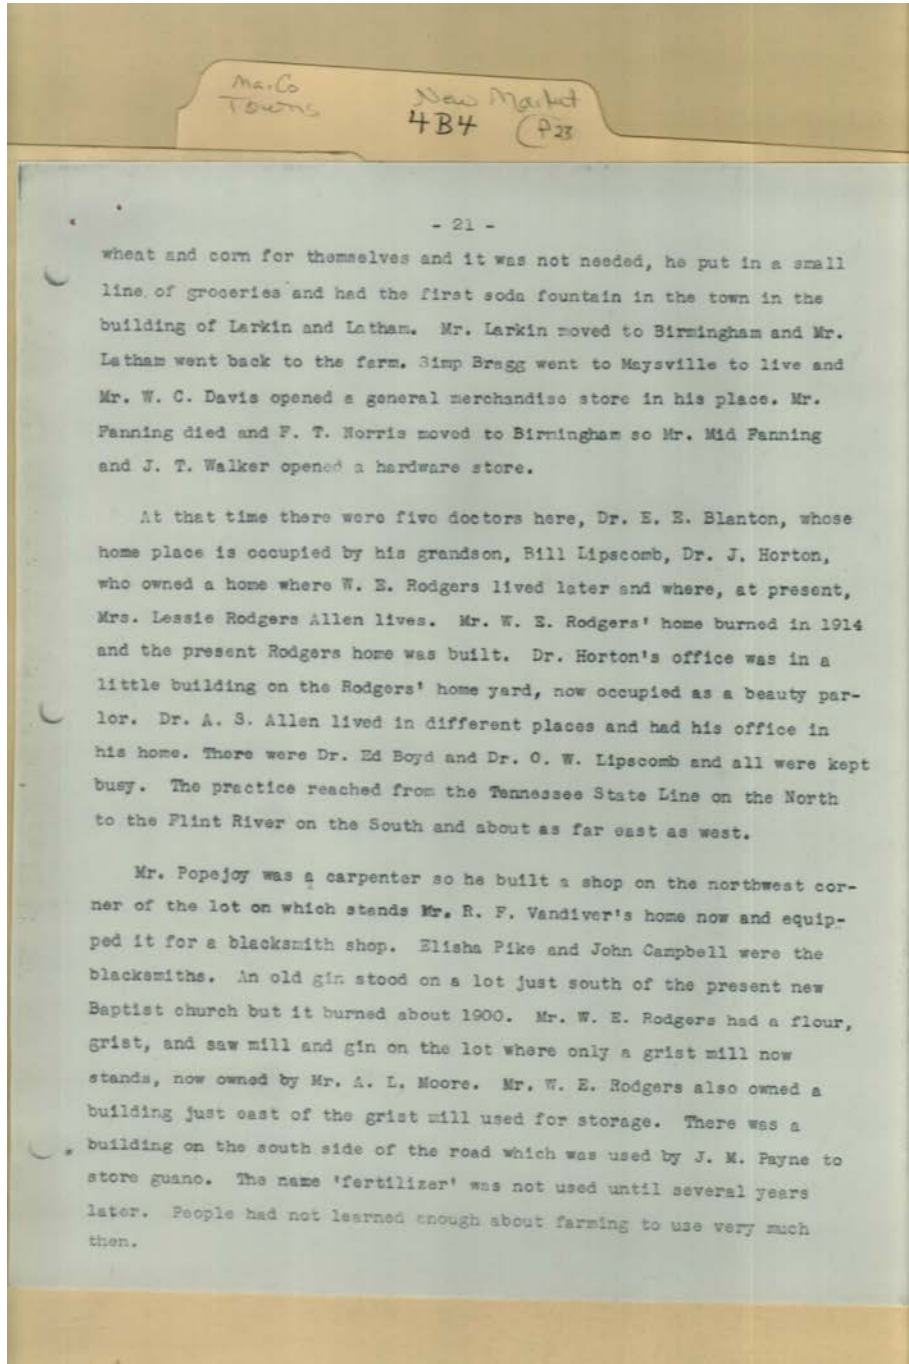 Ma. Co
Towns
New Market
4B4 (P23
- 21 -
wheat and corn for themselves and it was not needed, he put in a small
line of groceries and had the first soda fountain in the town in the
building of Larkin and Latham. Mr. Larkin moved to Birmingham and Mr.
Latham went back to the farm. Simp Bragg went to Maysville to live and
Mr. W. C. Davis opened a general merchandise store in his place. Mr.
Fanning died and F. T. Norris moved to Birmingham so Mr. Mid Fanning
and J. T. Walker opened a hardware store.
At that time there were five doctors here, Dr. E. E. Blanton, whose
home place is occupied by his grandson, Bill Lipscomb, Dr. J. Horton,
who owned a home where W. E. Rodgers lived later and where, at present,
Mrs. Lessie Rodgers Allen lives. Mr. W. E. Rodgers' home burned in 1914
and the present Rodgers home was built. Dr. Horton's office was in a
little building on the Rodgers' home yard, now occupied as a beauty par-
lor. Dr. A. S. Allen lived in different places and had his office in
his home. There were Dr. Ed Boyd and Dr. O. W. Lipscomb and all were kept
busy. The practice reached from the Tennessee State Line on the North
to the Flint River on the South and about as far east as west.
Mr. Popejoy was a carpenter so he built a shop on the northwest cor-
ner of the lot on which stands Mr. R. F. Vandiver's home now and equip-
ped it for a blacksmith shop. Elisha Pike and John Campbell were the
blacksmiths. An old gin stood on a lot just south of the present new
Baptist church but it burned about 1900. Mr. W. E. Rodgers had a flour,
grist, and saw mill and gin on the lot where only a grist mill now
stands, now owned by Mr. A. L. Moore. Mr. W. E. Rodgers also owned a
building just east of the grist mill used for storage. There was a
building on the south side of the road which was used by J. M. Payne to
store guano. The name 'fertilizer' was not used until several years
later. People had not learned enough about farming to use very much
then.